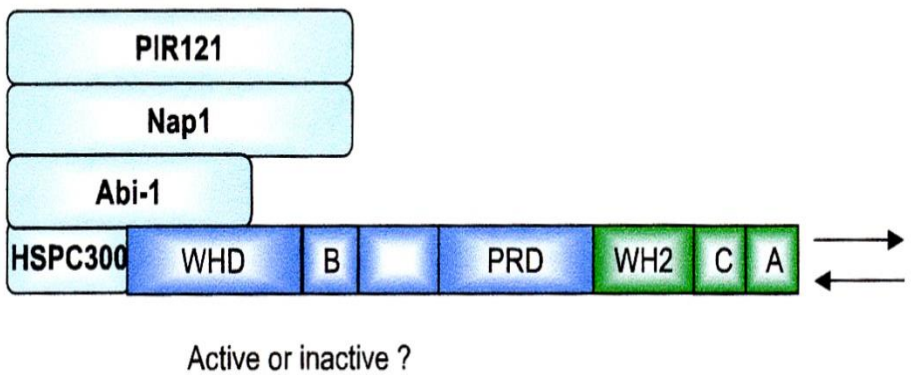 PIR121
Nap1
Abi-1
HSPC300 WHD B PRD WH2 C A
Active or inactive ?